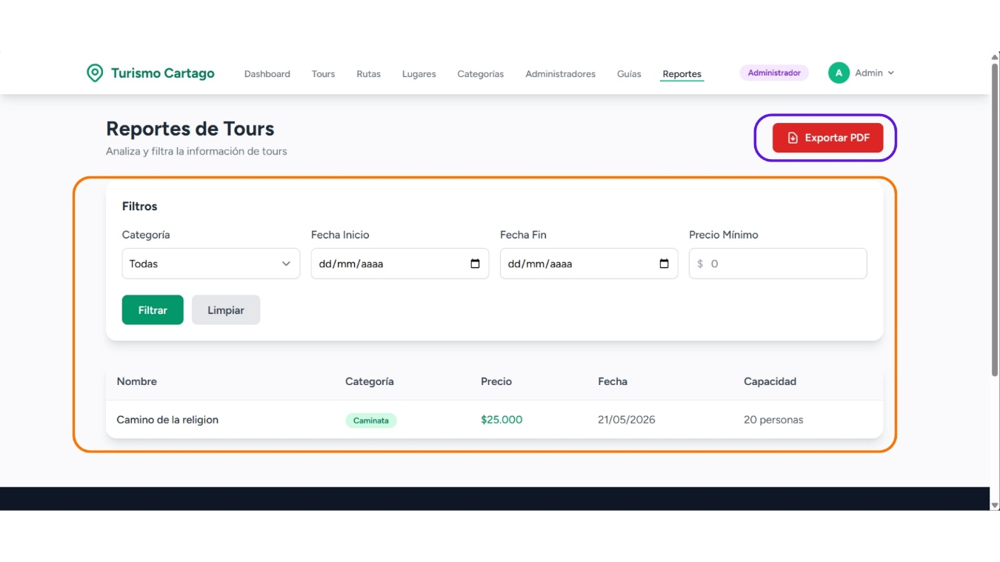 Turismo Cartago Dashboard Tours Rutas Lugares Categorías Administradores Guías Reportes Administrador A Admin
Reportes de Tours
Exportar PDF
Analiza y filtra la información de tours
Filtros
Categoría Fecha Inicio Fecha Fin Precio Mínimo
Todas dd/mm/aaaa dd/mm/aaaa $ 0
Filtrar Limpiar
Nombre Categoría Precio Fecha Capacidad
Camino de la religion Caminata $25.000 21/05/2026 20 personas